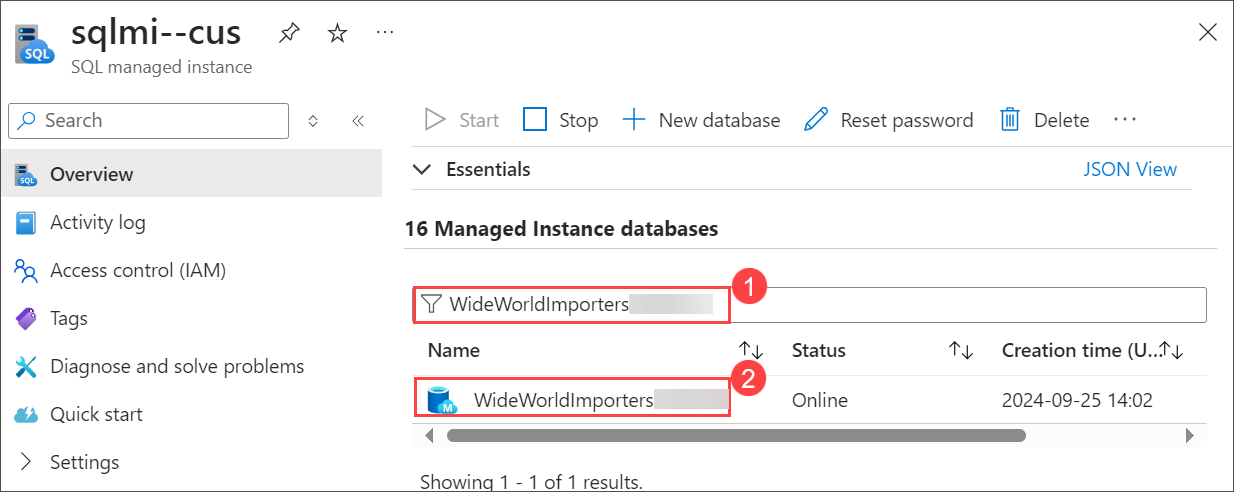 sqlmi--cus
SQL managed instance
Search
Start
Stop
New database
Reset password
Delete
Overview
Essentials
JSON View
Activity log
16 Managed Instance databases
Access control (IAM)
1
WideWorldImporters
Tags
Name
Status
Creation time (U...
Diagnose and solve problems
2
WideWorldImporters
Online
2024-09-25 14:02
Quick start
Settings
Showing 1 - 1 of 1 results.